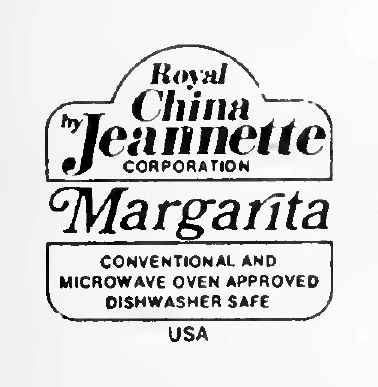 Royal
China
by Jeannette
CORPORATION
Margarita
CONVENTIONAL AND
MICROWAVE OVEN APPROVED
DISHWASHER SAFE
USA